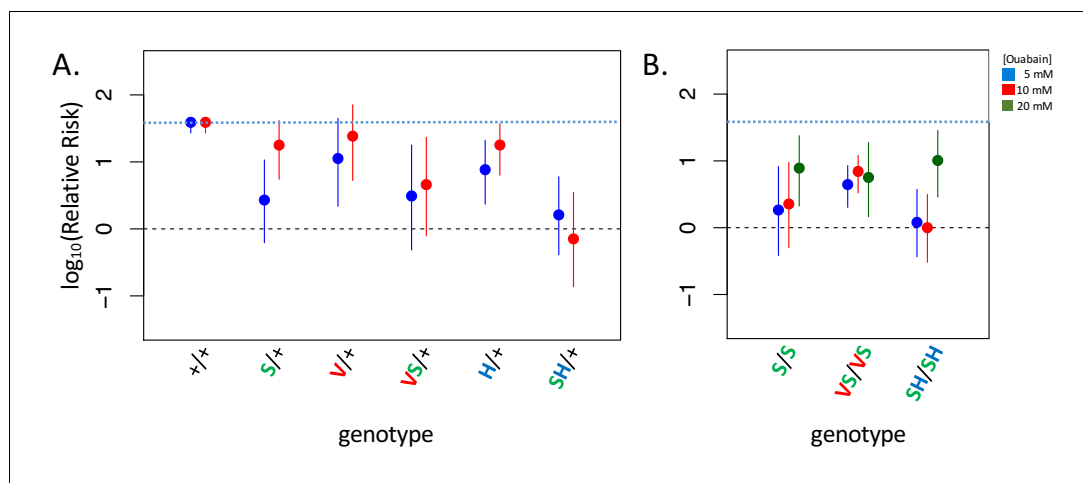 A.
log₁₀(Relative Risk)
2
1
0
−1
+/+
S/+
V/+
VS/+
H/+
SH/+
genotype
B.
2
1
0
−1
S/S
VS/VS
SH/SH
genotype
[Ouabain]
5 mM
10 mM
20 mM